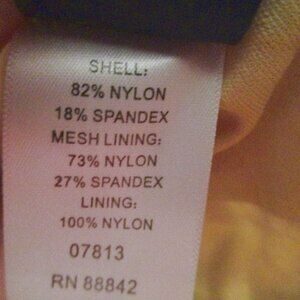 SHELL:
82% NYLON
18% SPANDEX
MESH LINING:
73% NYLON
27% SPANDEX
LINING:
100% NYLON
07813
RN 88842